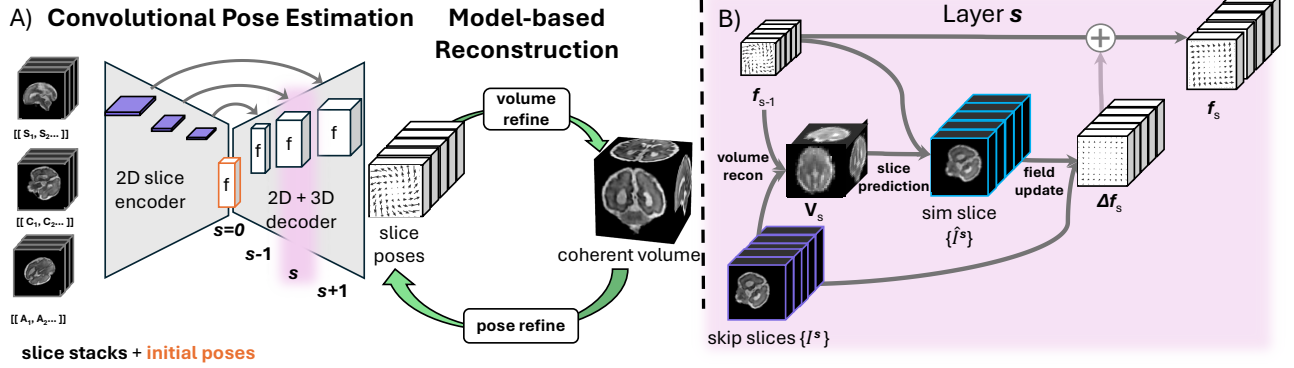 A)
Convolutional Pose Estimation
Model-based
Reconstruction
[[ S₁, S₂... ]]
[[ C₁, C₂... ]]
[[ A₁, A₂... ]]
2D slice
encoder
f
f
f
f
2D + 3D
decoder
s=0
s-1
s
s+1
slice stacks + initial poses
slice
poses
volume
refine
coherent volume
pose refine
B)
Layer s
fₛ₋₁
fₛ
volume
recon
Vₛ
slice
prediction
sim slice
{Îˢ}
field
update
Δfₛ
skip slices {Iˢ}